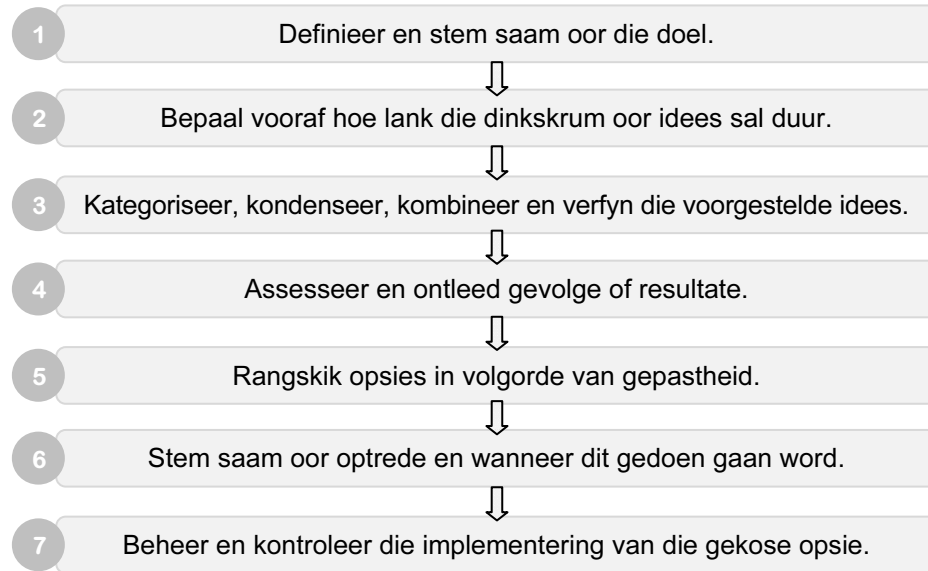 1 Definieer en stem saam oor die doel.
2 Bepaal vooraf hoe lank die dinkskrum oor idees sal duur.
3 Kategoriseer, kondenseer, kombineer en verfyn die voorgestelde idees.
4 Assesseer en ontleed gevolge of resultate.
5 Rangskik opsies in volgorde van gepastheid.
6 Stem saam oor optrede en wanneer dit gedoen gaan word.
7 Beheer en kontroleer die implementering van die gekose opsie.